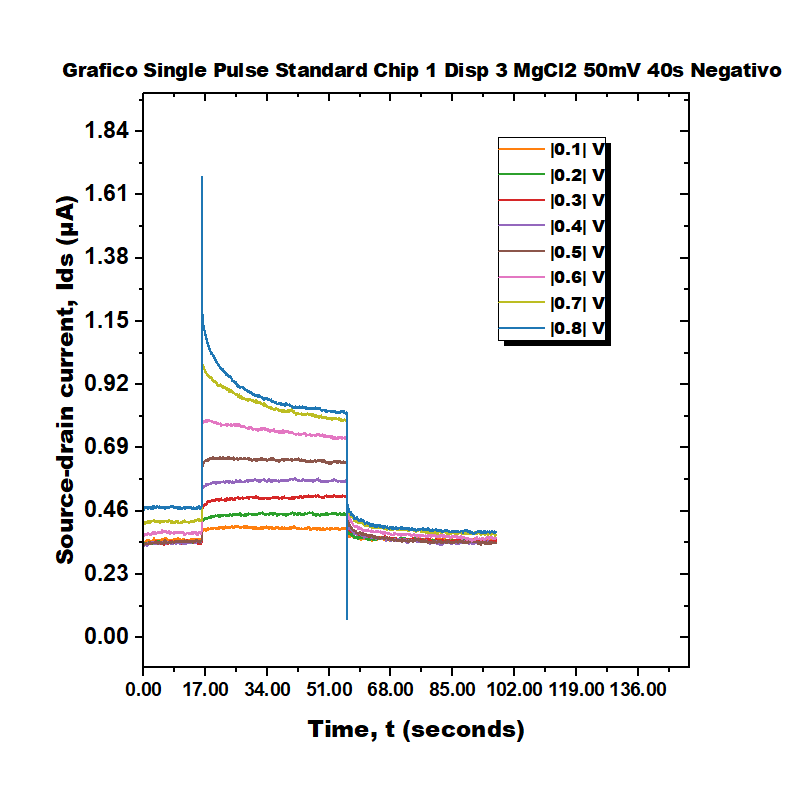 Grafico Single Pulse Standard Chip 1 Disp 3 MgCl2 50mV 40s Negativo
1.84
1.61
1.38
1.15
0.92
0.69
0.46
0.23
0.00
Source-drain current, Ids (µA)
|0.1| V
|0.2| V
|0.3| V
|0.4| V
|0.5| V
|0.6| V
|0.7| V
|0.8| V
0.00 17.00 34.00 51.00 68.00 85.00 102.00 119.00 136.00
Time, t (seconds)